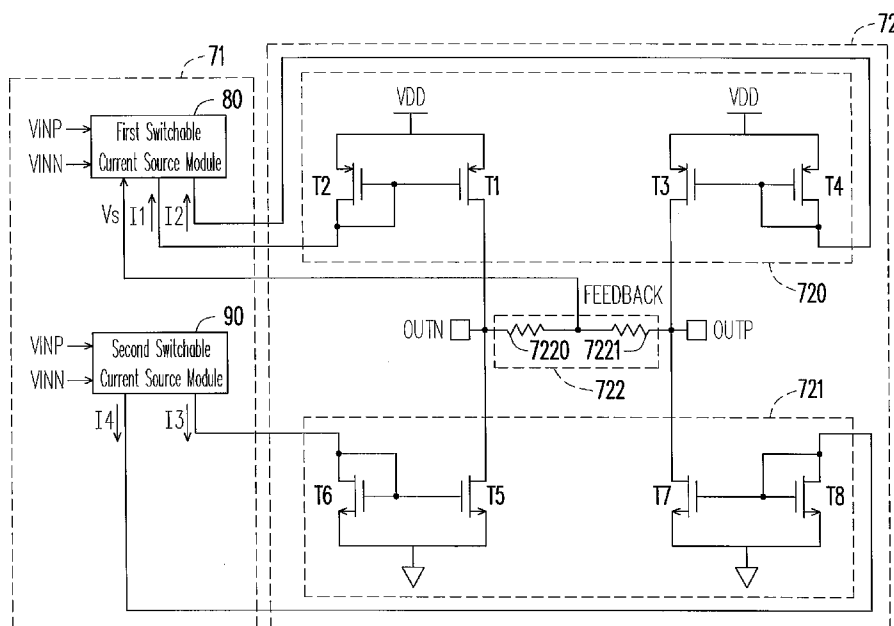 72
71
80
VINP
VINN
First Switchable
Current Source Module
Vs
I1
I2
VDD
VDD
T2
T1
T3
T4
720
FEEDBACK
OUTN
OUTP
7220
7221
722
90
VINP
VINN
Second Switchable
Current Source Module
I4
I3
721
T6
T5
T7
T8